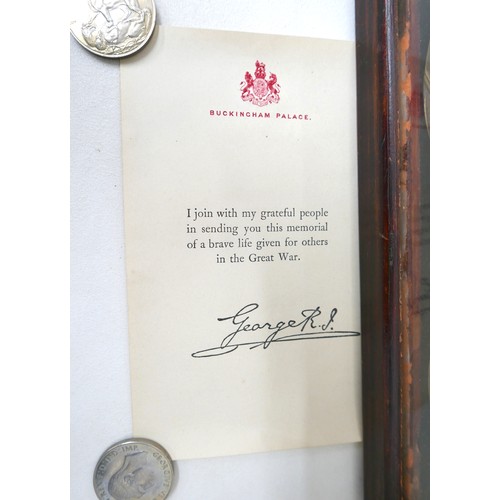 BUCKINGHAM PALACE.
I join with my grateful people
in sending you this memorial
of a brave life given for others
in the Great War.
George R.I.